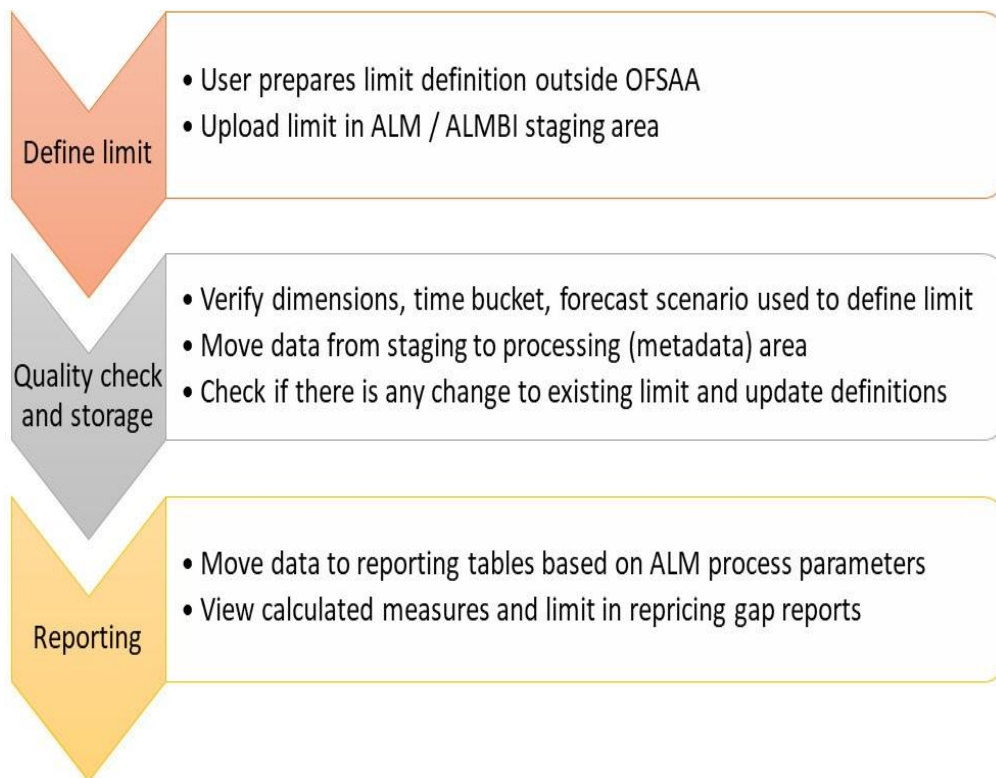 Define limit
• User prepares limit definition outside OFSAA
• Upload limit in ALM / ALMBI staging area
Quality check
and storage
• Verify dimensions, time bucket, forecast scenario used to define limit
• Move data from staging to processing (metadata) area
• Check if there is any change to existing limit and update definitions
Reporting
• Move data to reporting tables based on ALM process parameters
• View calculated measures and limit in repricing gap reports